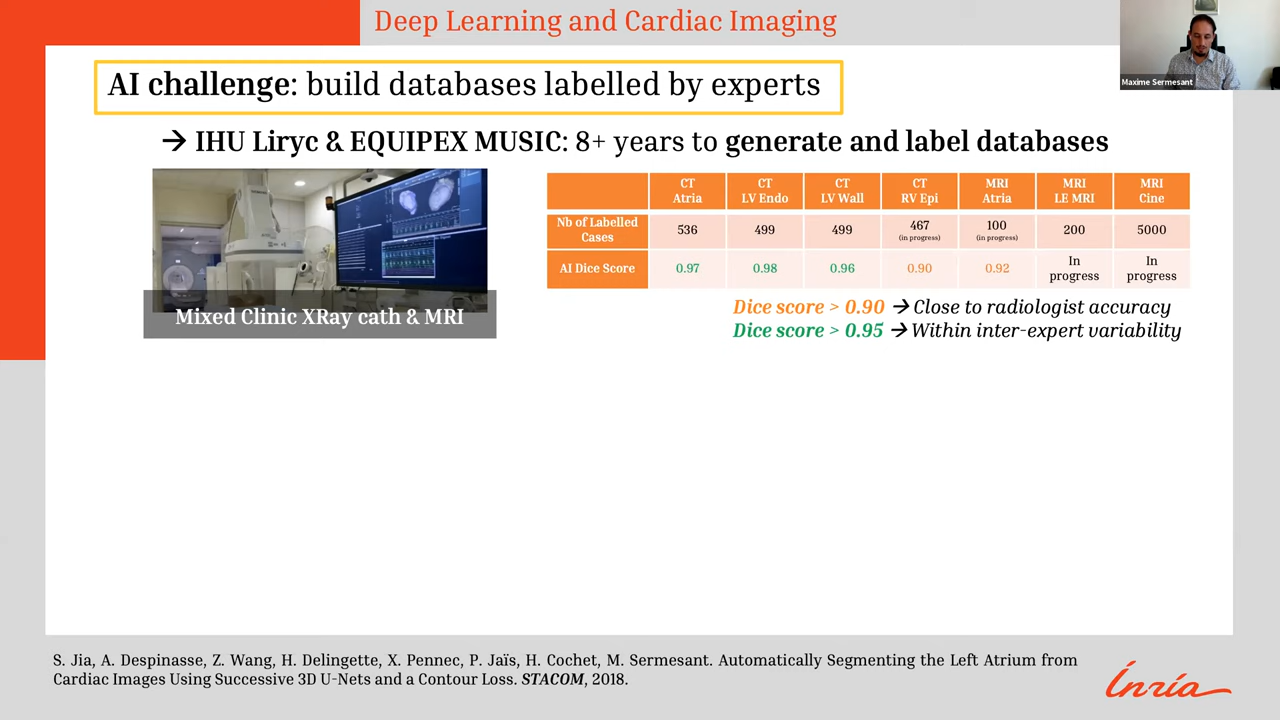 Deep Learning and Cardiac Imaging
Maxime Sermesant
AI challenge: build databases labelled by experts
→ IHU Liryc & EQUIPEX MUSIC: 8+ years to generate and label databases
Mixed Clinic XRay cath & MRI
CT Atria CT LV Endo CT LV Wall CT RV Epi MRI Atria MRI LE MRI MRI Cine
Nb of Labelled Cases 536 499 499 467 (in progress) 100 (in progress) 200 5000
AI Dice Score 0.97 0.98 0.96 0.90 0.92 In progress In progress
Dice score > 0.90 → Close to radiologist accuracy
Dice score > 0.95 → Within inter-expert variability
S. Jia, A. Despinasse, Z. Wang, H. Delingette, X. Pennec, P. Jaïs, H. Cochet, M. Sermesant. Automatically Segmenting the Left Atrium from
Cardiac Images Using Successive 3D U-Nets and a Contour Loss. STACOM, 2018.
Inria